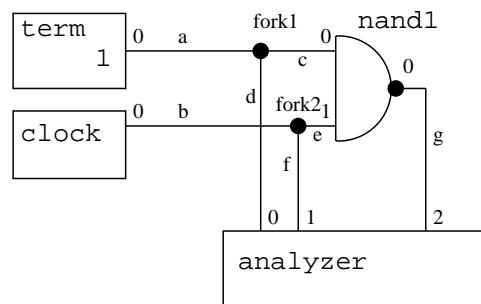 nand1
fork1
term
0 a
0
0
1
c
d
fork2
0 b
1
clock
e
g
f
0 1 2
analyzer